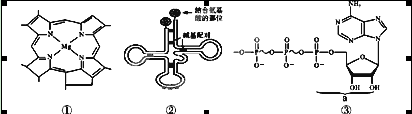 Mg
N
N
N
N
结合氨基
酸的部位
碱基配对
NH₂
N
N
N
N
O O O
O-P-O-P-O-P-O
O⁻ O⁻ O⁻
O
OH OH
a
① ② ③